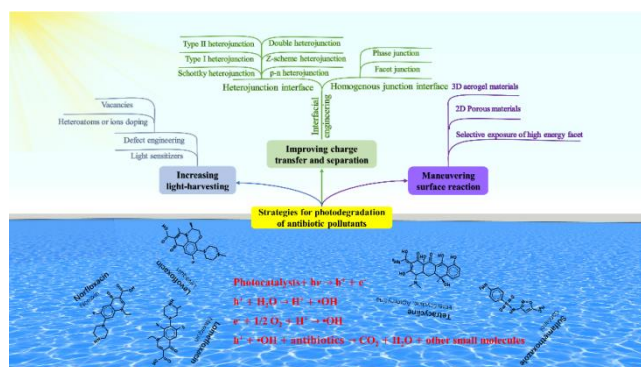 Type II heterojunction
Double heterojunction
Type I heterojunction
Z-scheme heterojunction
Schottky heterojunction
p-n heterojunction
Heterojunction interface
Phase junction
Facet junction
Homogenous junction interface
Interfacial
engineering
3D aerogel materials
2D Porous materials
Selective exposure of high energy facet
Vacancies
Heteroatoms or ions doping
Defect engineering
Light sensitizers
Increasing
light-harvesting
Improving charge
transfer and separation
Maneuvering
surface reaction
Strategies for photodegradation
of antibiotic pollutants
Norfloxacin
Levofloxacin
Tetracycline
Photocatalysis+ hν→ h⁺ + e⁻
h⁺ + H₂O → H⁺ + •OH
e⁻ + 1/2 O₂ + H⁺ → •OH
h⁺ + •OH + antibiotics → CO₂ + H₂O + other small molecules